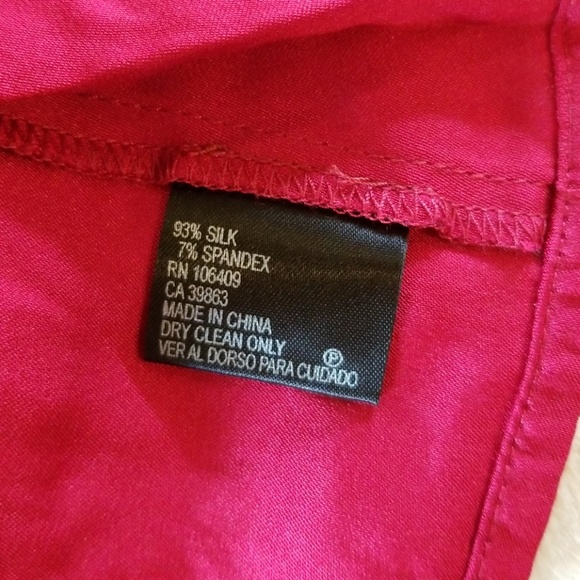 93% SILK
7% SPANDEX
RN 106409
CA 39863
MADE IN CHINA
DRY CLEAN ONLY Ⓟ
VER AL DORSO PARA CUIDADO